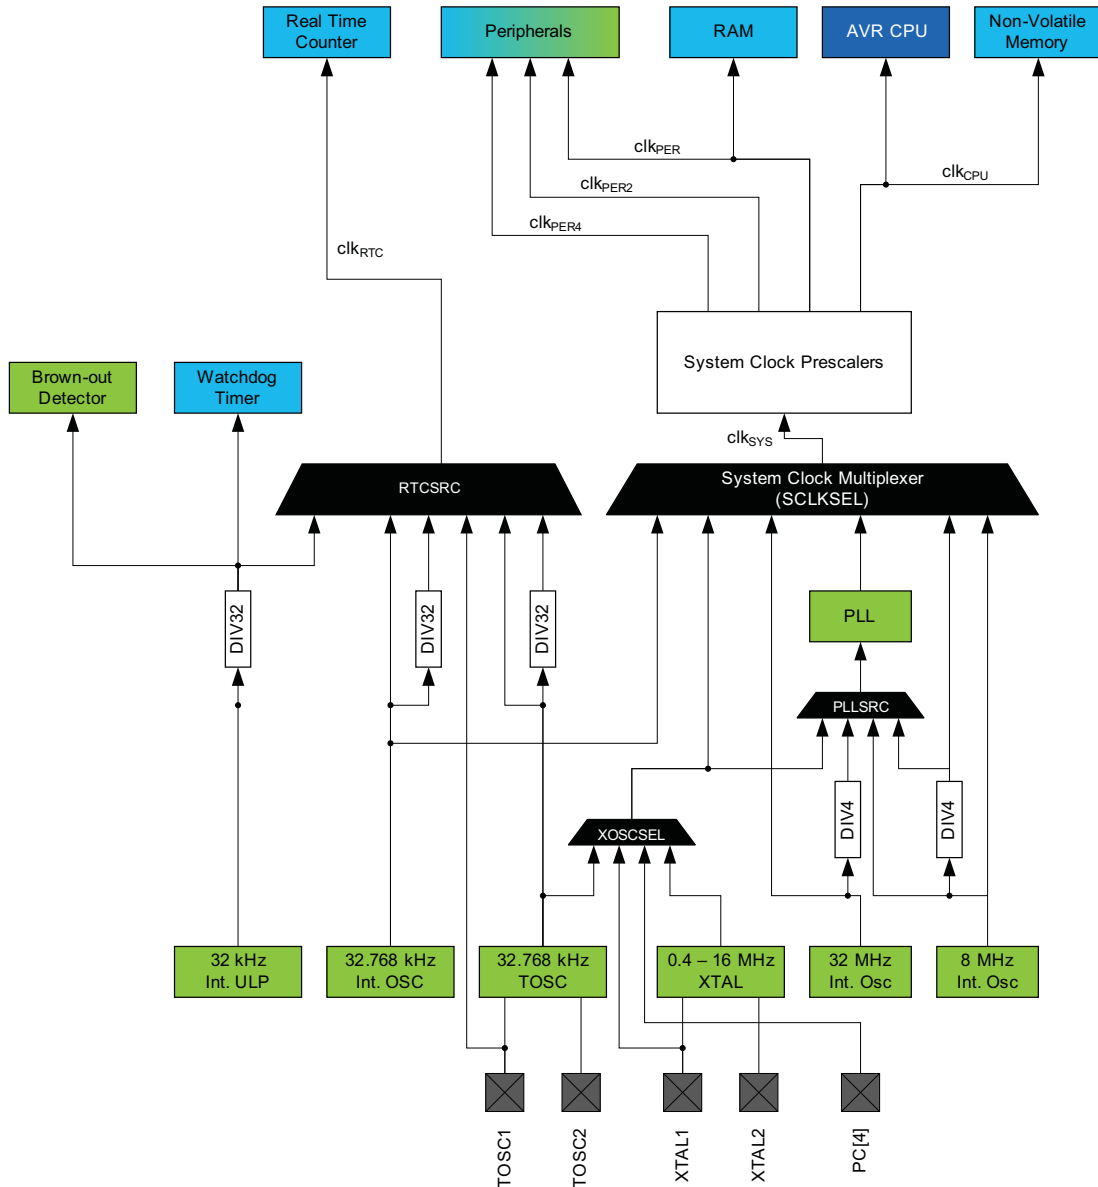 Real Time
Counter
Peripherals
RAM
AVR CPU
Non-Volatile
Memory
clkPER
clkPER2
clkCPU
clkPER4
clkRTC
System Clock Prescalers
Brown-out
Detector
Watchdog
Timer
clkSYS
RTCSRC
System Clock Multiplexer
(SCLKSEL)
DIV32
DIV32
DIV32
PLL
PLLSRC
DIV4
DIV4
XOSCSEL
32 kHz
Int. ULP
32.768 kHz
Int. OSC
32.768 kHz
TOSC
0.4 – 16 MHz
XTAL
32 MHz
Int. Osc
8 MHz
Int. Osc
TOSC1
TOSC2
XTAL1
XTAL2
PC[4]